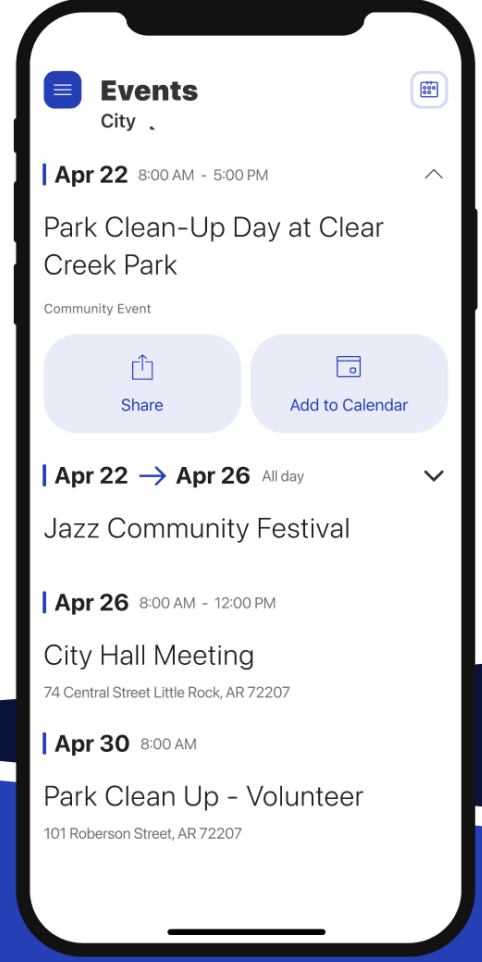 Events
City
Apr 22 8:00 AM - 5:00 PM
Park Clean-Up Day at Clear
Creek Park
Community Event
Share Add to Calendar
Apr 22 → Apr 26 All day
Jazz Community Festival
Apr 26 8:00 AM - 12:00 PM
City Hall Meeting
74 Central Street Little Rock, AR 72207
Apr 30 8:00 AM
Park Clean Up - Volunteer
101 Roberson Street, AR 72207